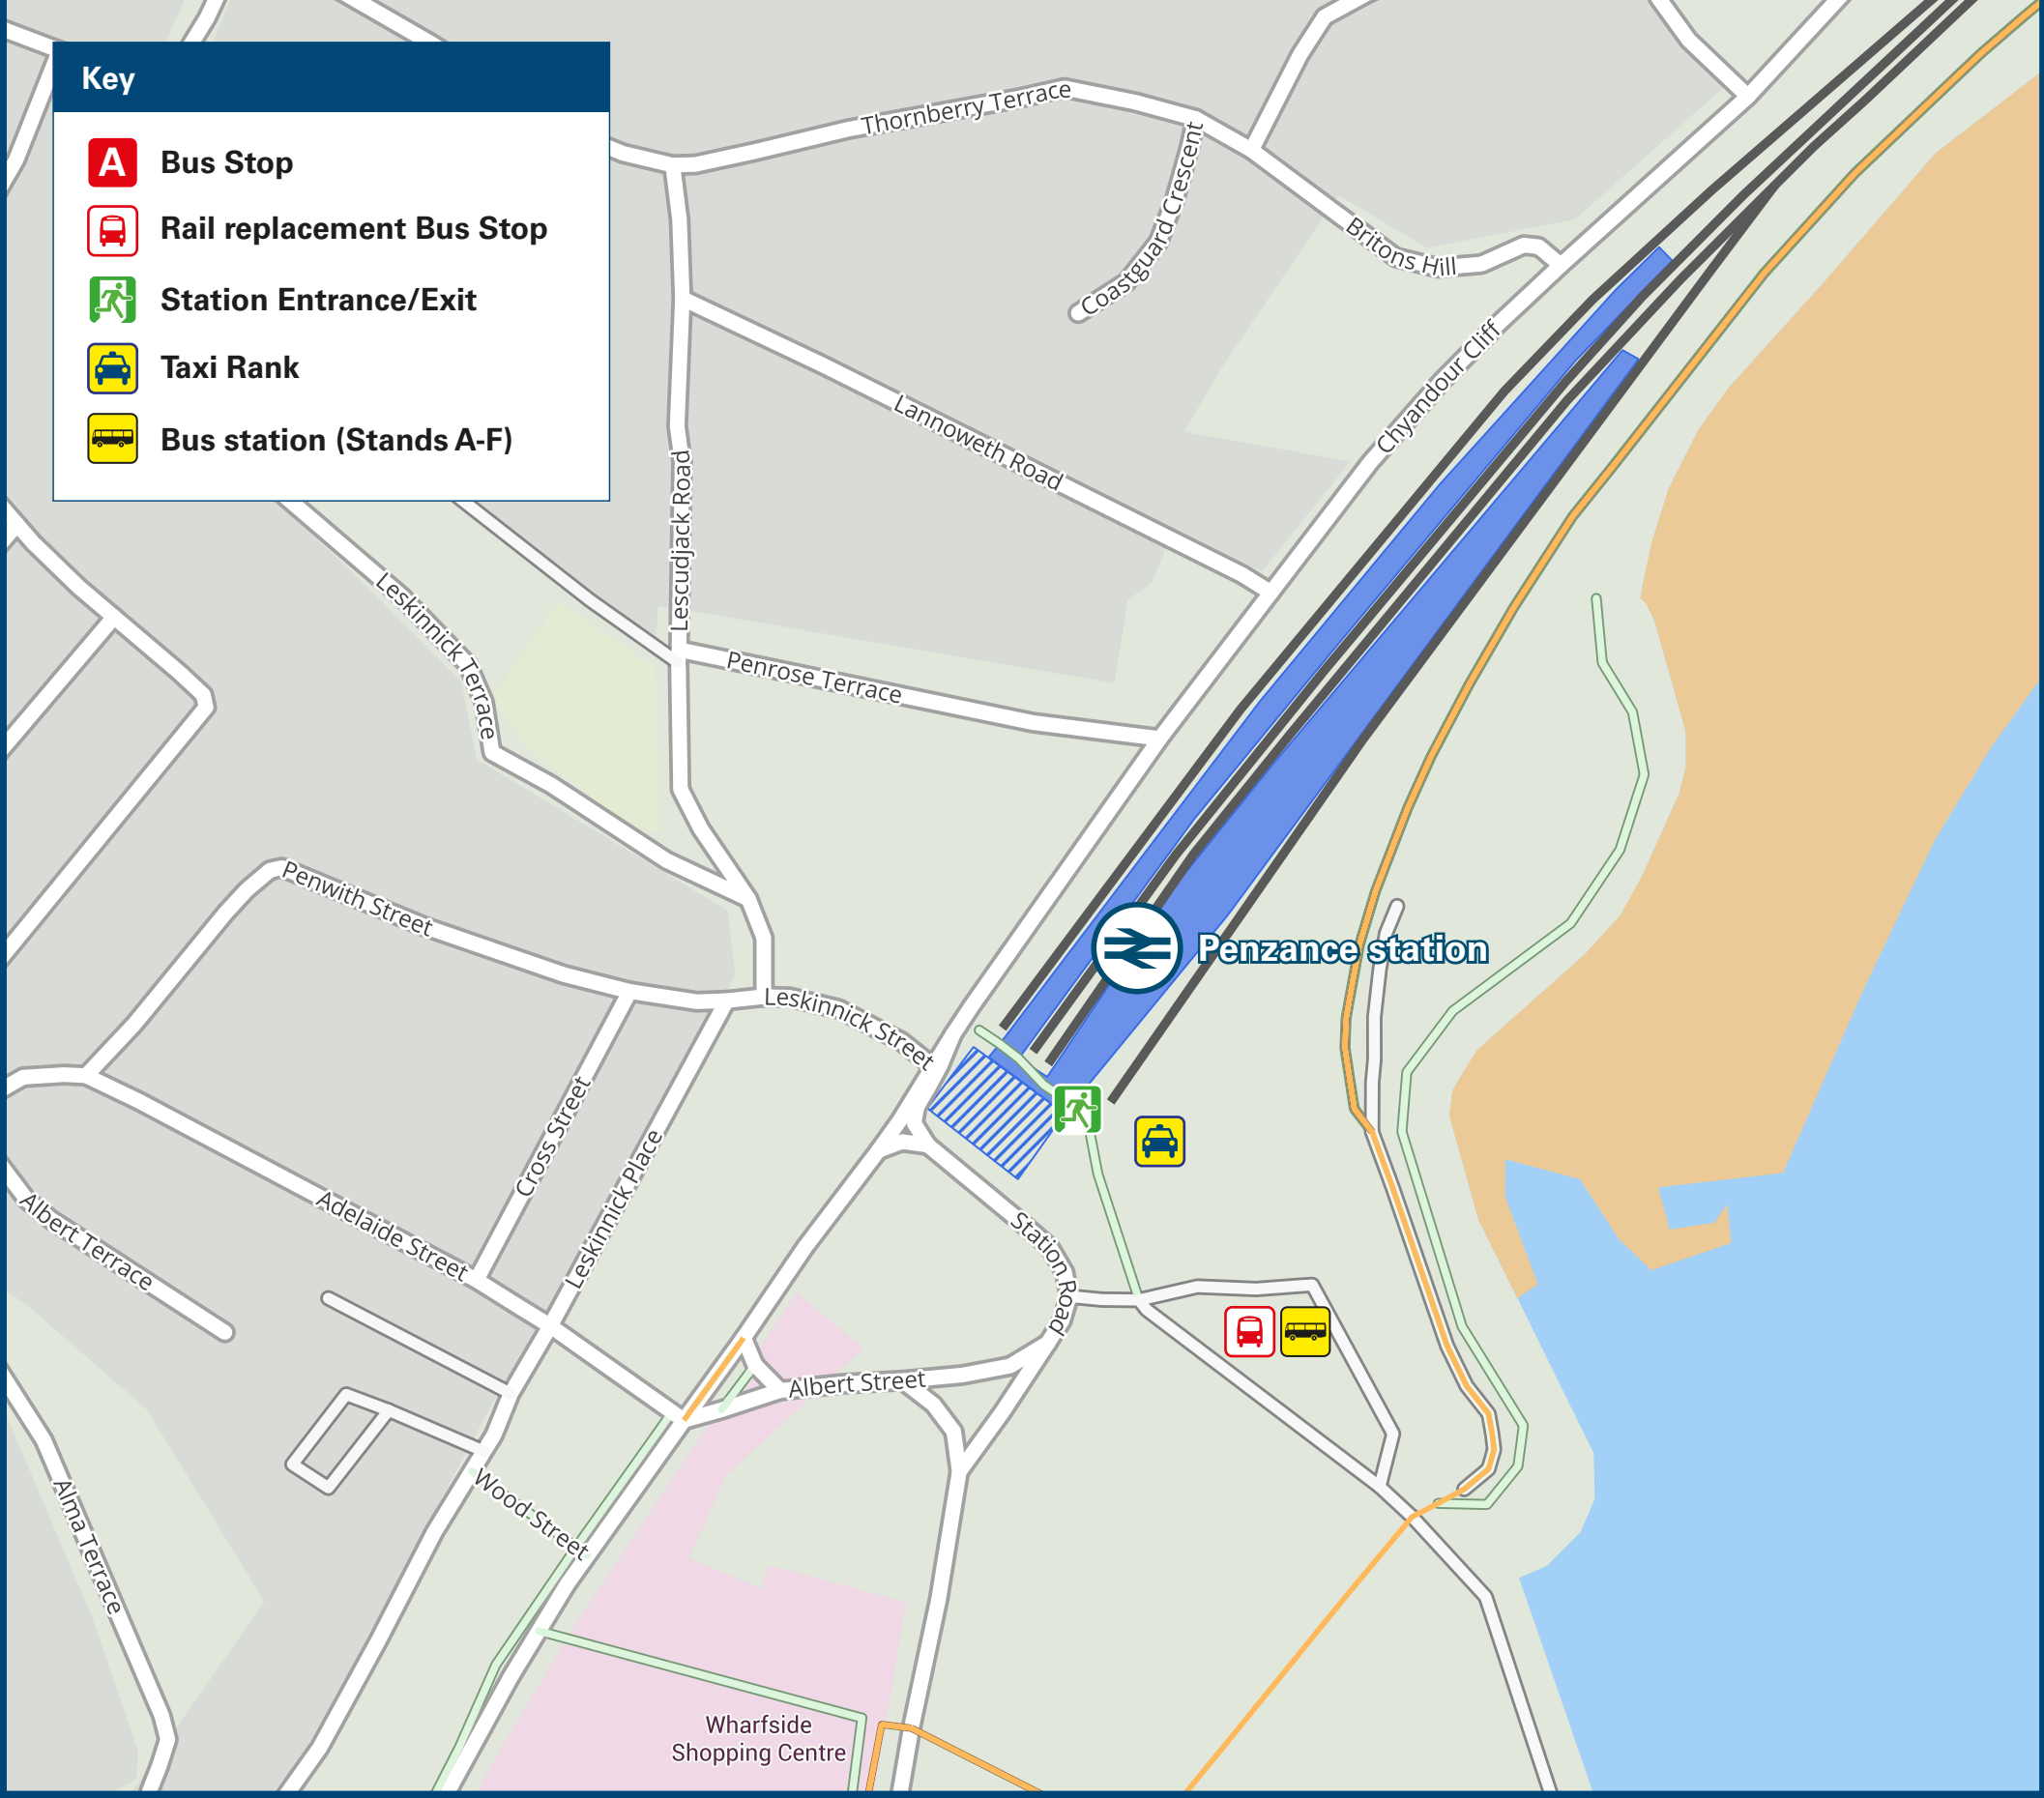 Key
A
Bus Stop
Rail replacement Bus Stop
Station Entrance/Exit
Taxi Rank
Bus station (Stands A-F)
Thornberry Terrace
Coastguard Crescent
Britons Hill
Chyandour Cliff
Lannoweth Road
Lescudjack Road
Leskinnick Terrace
Penrose Terrace
Penwith Street
Penzance station
Leskinnick Street
Cross Street
Leskinnick Place
Adelaide Street
Albert Terrace
Station Road
Albert Street
Wood Street
Alma Terrace
Wharfside
Shopping Centre